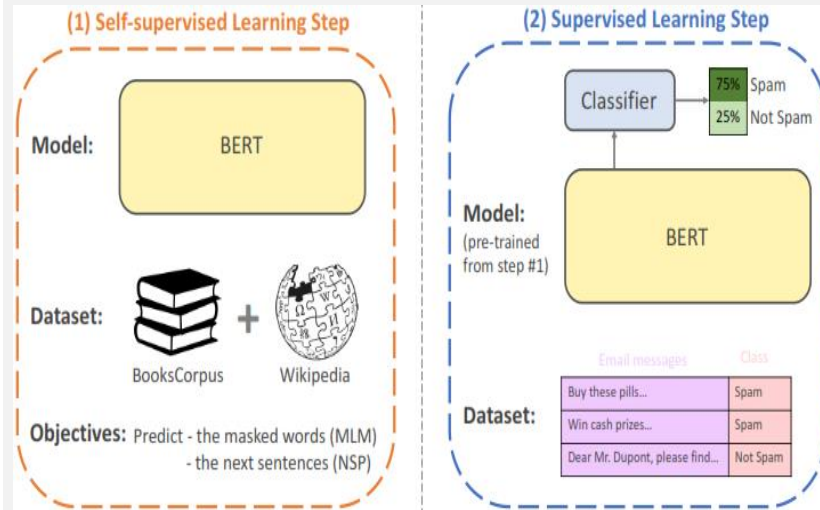 (1) Self-supervised Learning Step
Model:
BERT
Dataset:
+
BooksCorpus
Wikipedia
Objectives: Predict - the masked words (MLM)
- the next sentences (NSP)
(2) Supervised Learning Step
Classifier
75% Spam
25% Not Spam
Model:
(pre-trained
from step #1)
BERT
Dataset:
Email messages Class
Buy these pills... Spam
Win cash prizes... Spam
Dear Mr. Dupont, please find... Not Spam